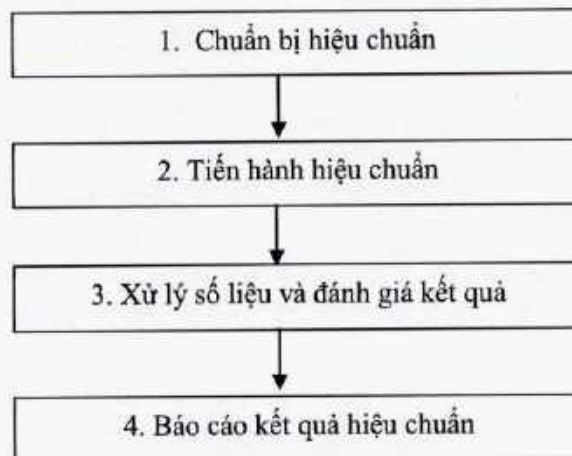 1. Chuẩn bị hiệu chuẩn
2. Tiến hành hiệu chuẩn
3. Xử lý số liệu và đánh giá kết quả
4. Báo cáo kết quả hiệu chuẩn